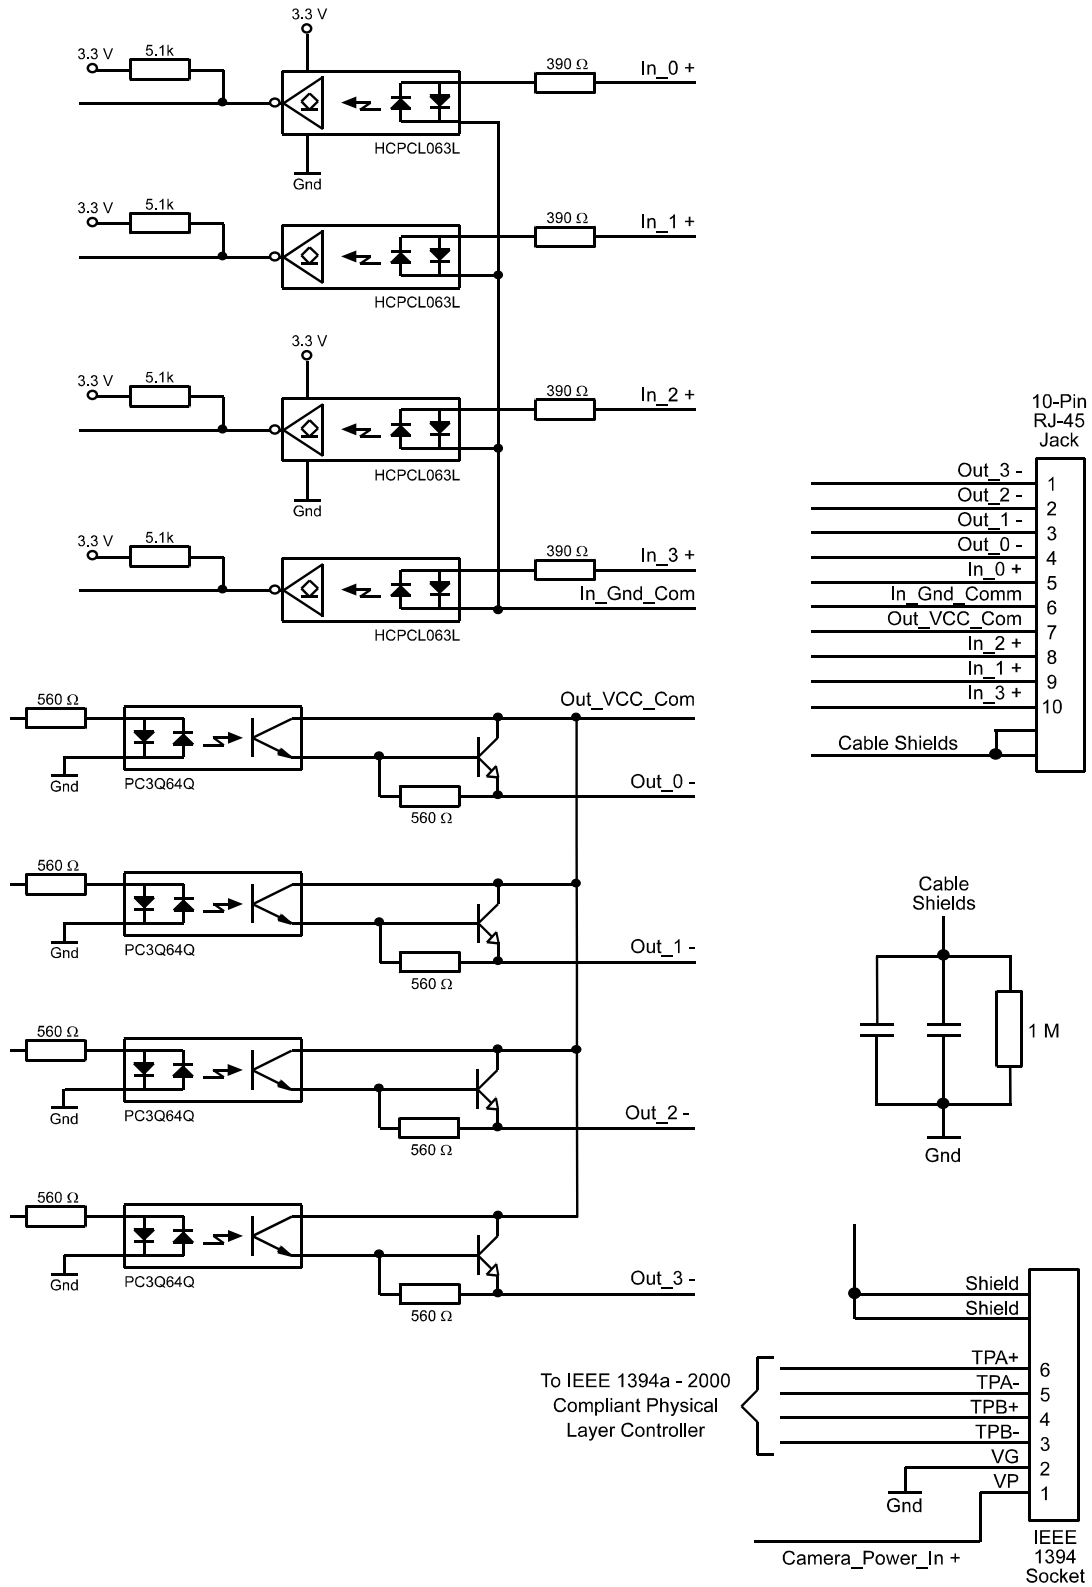 3.3 V
3.3 V
5.1k
390 Ω
In_0 +
HCPCL063L
Gnd
3.3 V
5.1k
390 Ω
In_1 +
HCPCL063L
3.3 V
3.3 V
5.1k
390 Ω
In_2 +
HCPCL063L
Gnd
3.3 V
5.1k
390 Ω
In_3 +
In_Gnd_Com
HCPCL063L
10-Pin
RJ-45
Jack
Out_3 - 1
Out_2 - 2
Out_1 - 3
Out_0 - 4
In_0 + 5
In_Gnd_Comm 6
Out_VCC_Com 7
In_2 + 8
In_1 + 9
In_3 + 10
Cable Shields
560 Ω
Out_VCC_Com
Gnd
PC3Q64Q
Out_0 -
560 Ω
560 Ω
Gnd
PC3Q64Q
Out_1 -
560 Ω
560 Ω
Gnd
PC3Q64Q
Out_2 -
560 Ω
560 Ω
Gnd
PC3Q64Q
Out_3 -
560 Ω
Cable
Shields
1 M
Gnd
Shield
Shield
TPA+ 6
TPA- 5
TPB+ 4
TPB- 3
VG 2
VP 1
To IEEE 1394a - 2000
Compliant Physical
Layer Controller
Gnd
Camera_Power_In +
IEEE
1394
Socket